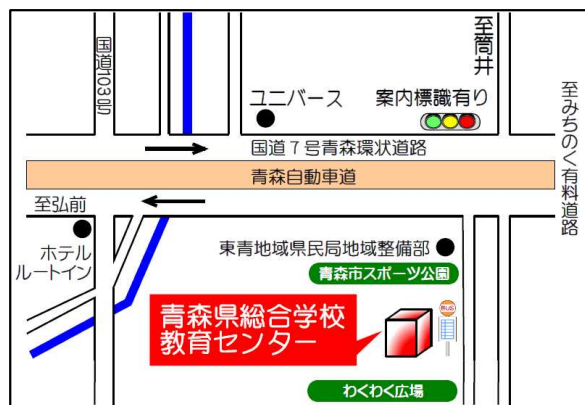 国道103号
至筒井
ユニバース
案内標識有り
至みちのく有料道路
国道7号青森環状道路
青森自動車道
至弘前
ホテル
ルートイン
東青地域県民局地域整備部
青森市スポーツ公園
青森県総合学校
教育センター
BUS
わくわく広場